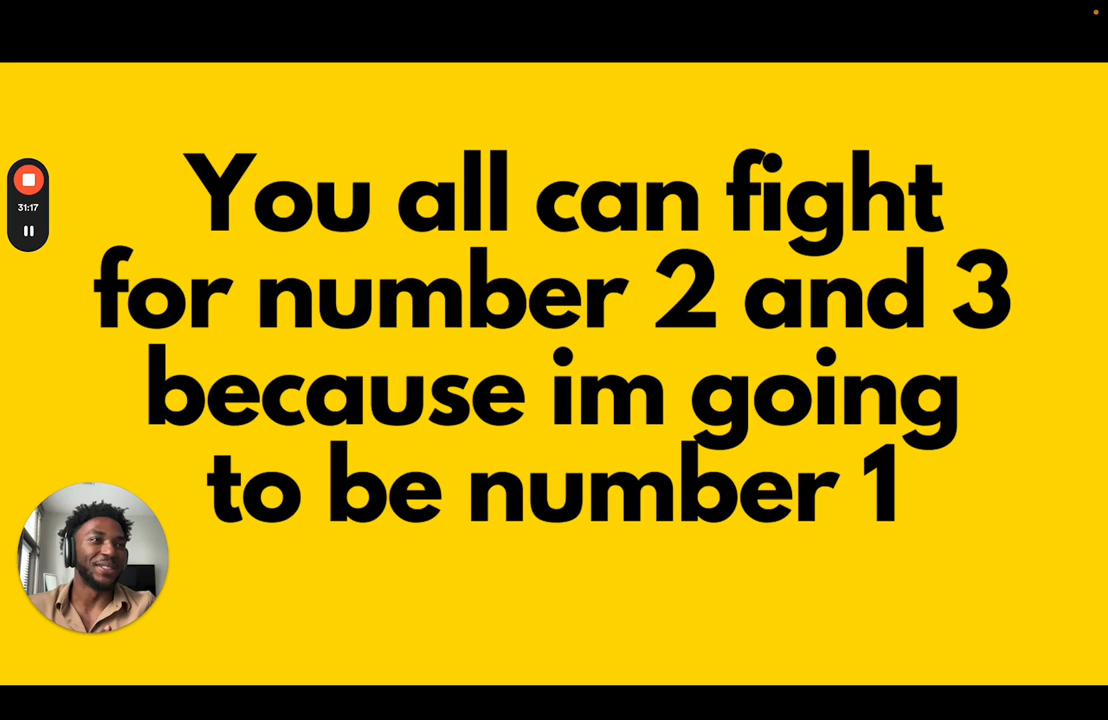 You all can fight
for number 2 and 3
because im going
to be number 1
31:17